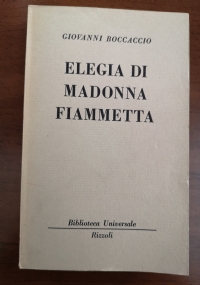 GIOVANNI BOCCACCIO
ELEGIA DI
MADONNA
FIAMMETTA
Biblioteca Universale
Rizzoli